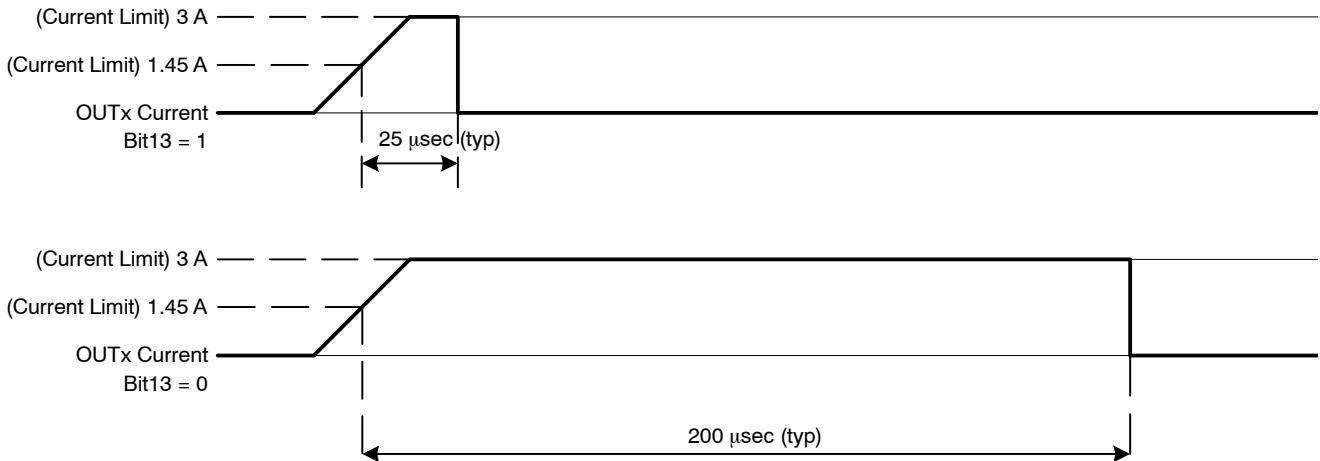 (Current Limit) 3 A
(Current Limit) 1.45 A
OUTx Current
Bit13 = 1
25 μsec (typ)
(Current Limit) 3 A
(Current Limit) 1.45 A
OUTx Current
Bit13 = 0
200 μsec (typ)